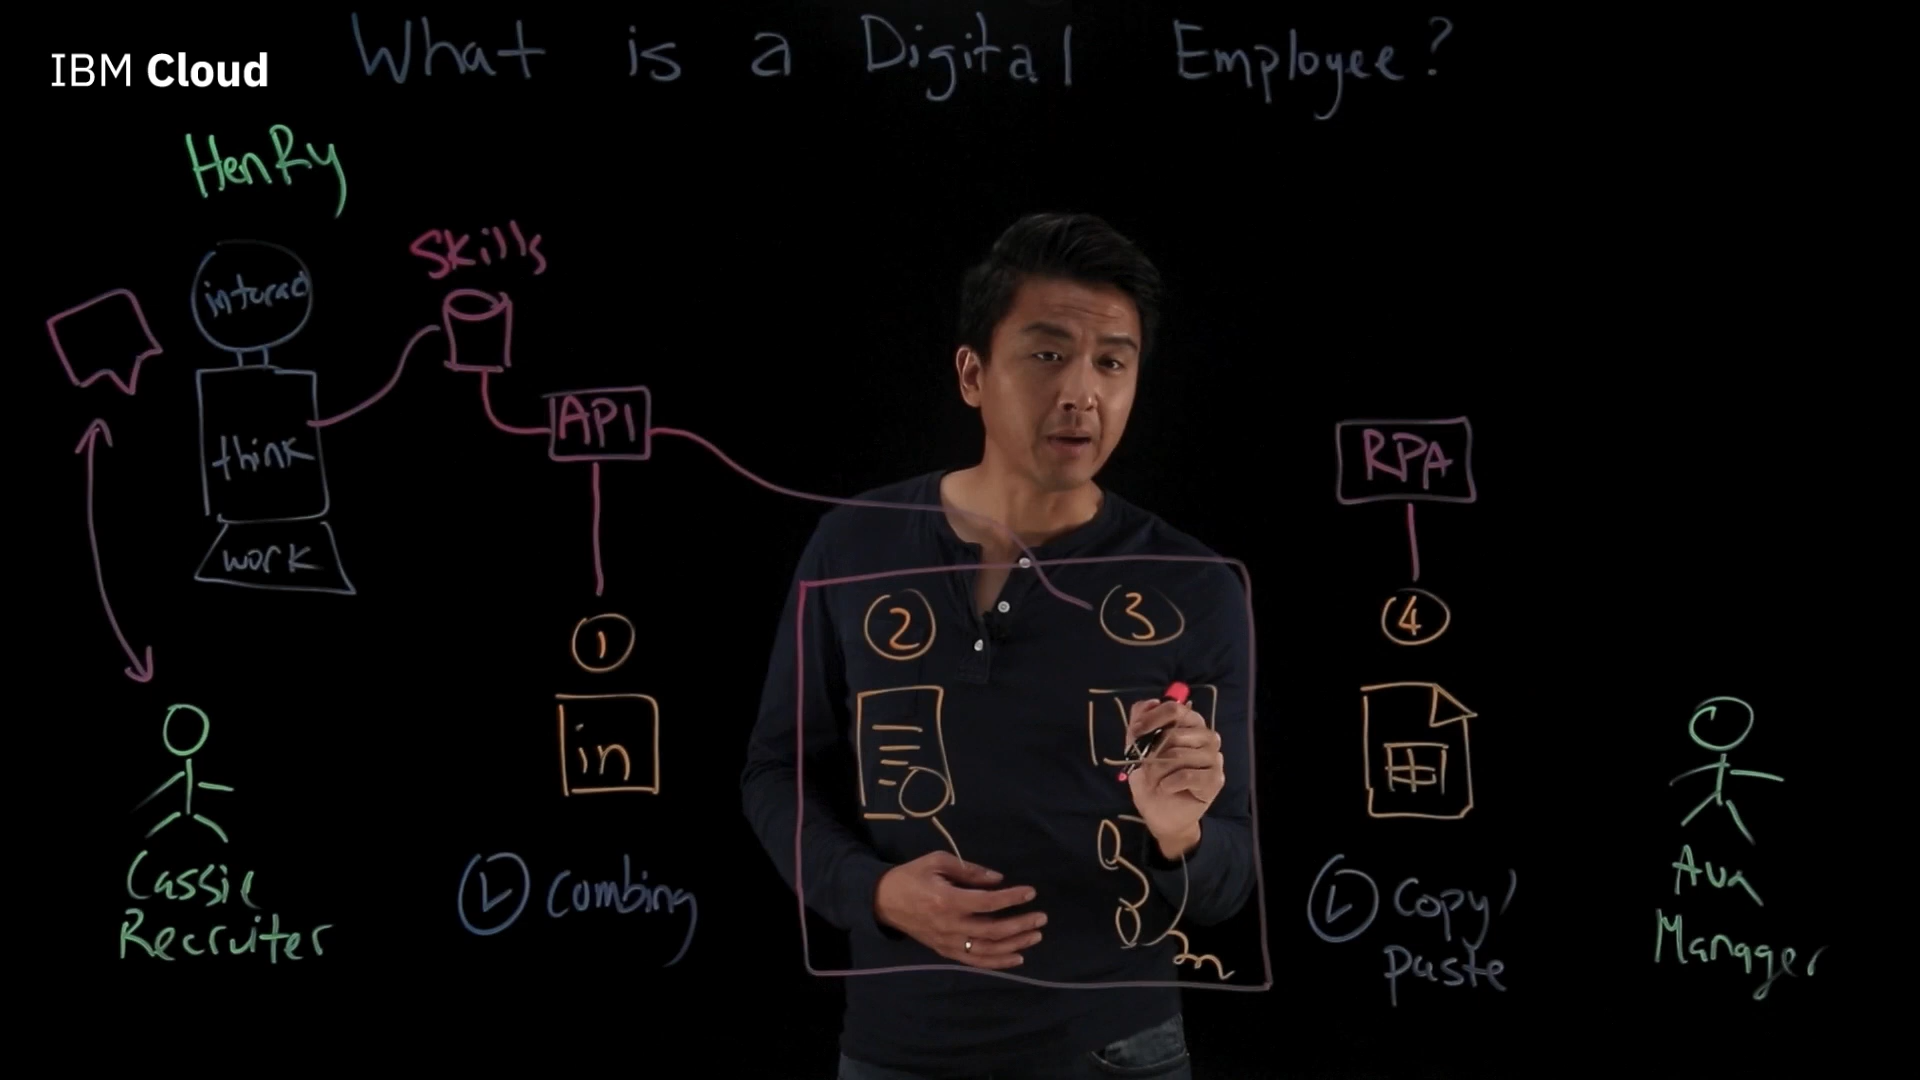 What is a Digital Employee?
IBM Cloud
HenRy
Skills
interact
think
work
API
RPA
1
2
3
4
in
Cassie
Recruiter
Combing
Copy/
paste
Ava
Manager